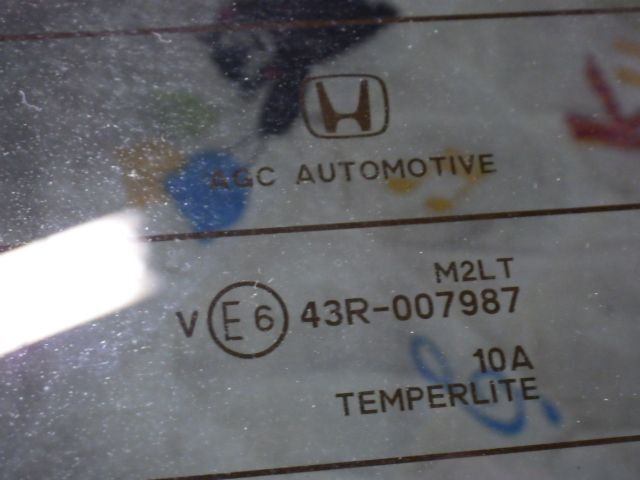 AGC AUTOMOTIVE
M2LT
V E6 43R-007987
10A
TEMPERLITE